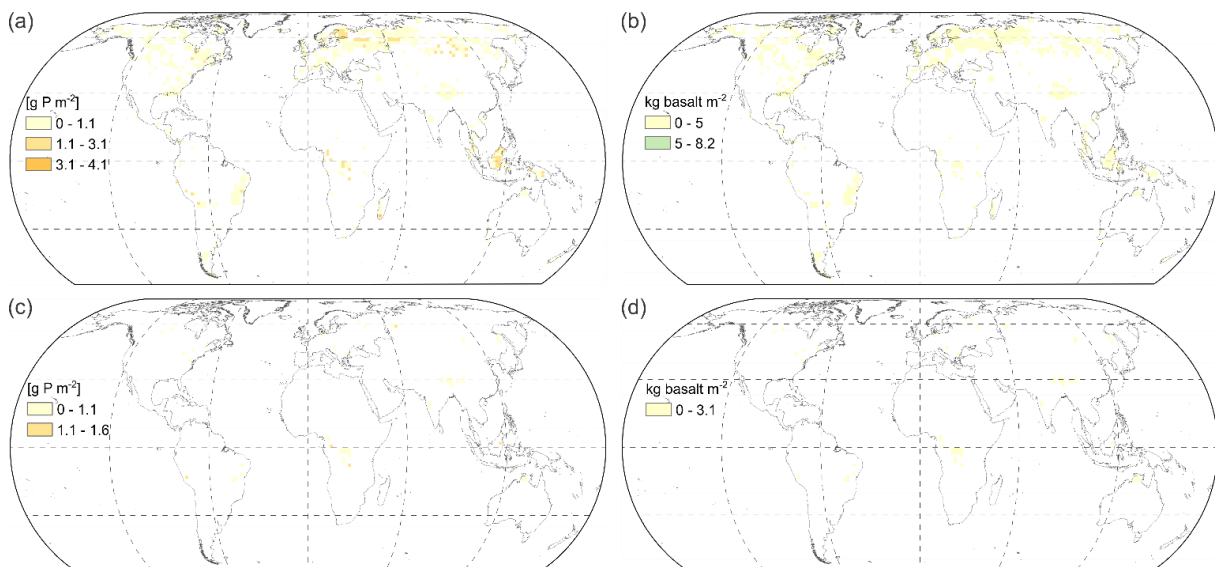 (a)
[g P m⁻²]
0 - 1.1
1.1 - 3.1
3.1 - 4.1
(b)
kg basalt m⁻²
0 - 5
5 - 8.2
(c)
[g P m⁻²]
0 - 1.1
1.1 - 1.6
(d)
kg basalt m⁻²
0 - 3.1